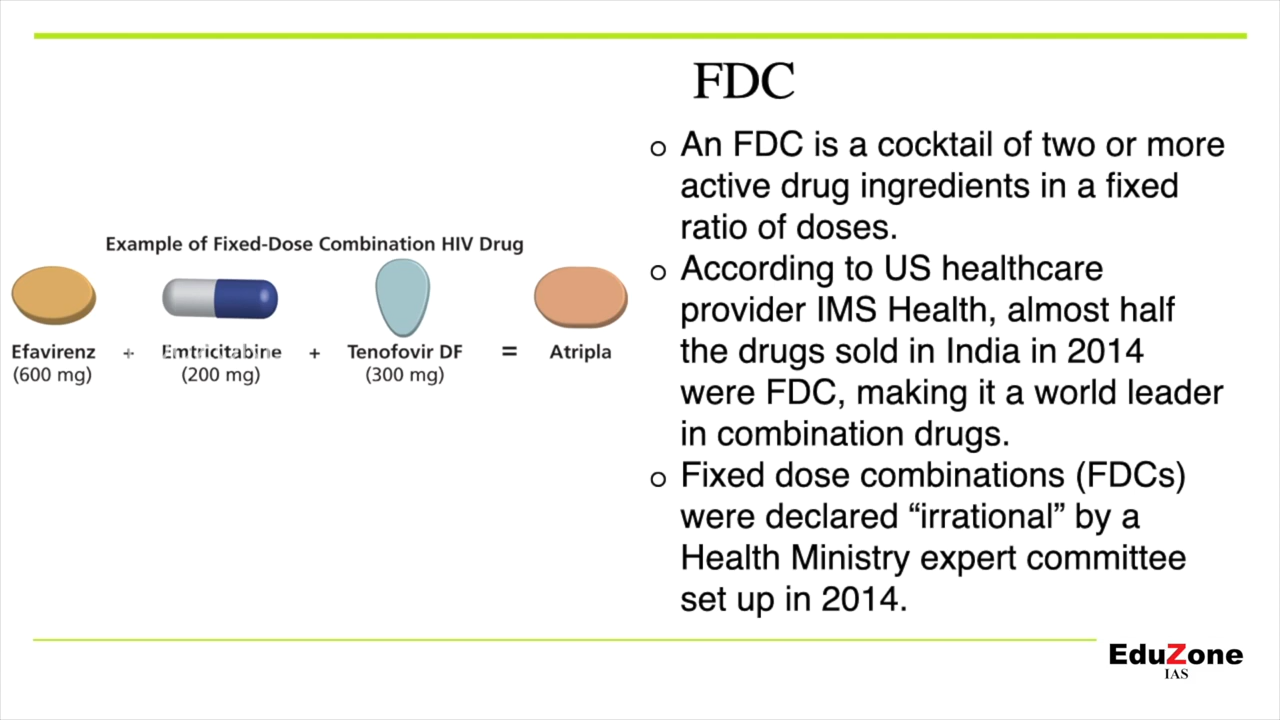 FDC
An FDC is a cocktail of two or more
active drug ingredients in a fixed
ratio of doses.
According to US healthcare
provider IMS Health, almost half
the drugs sold in India in 2014
were FDC, making it a world leader
in combination drugs.
Fixed dose combinations (FDCs)
were declared “irrational” by a
Health Ministry expert committee
set up in 2014.
Example of Fixed-Dose Combination HIV Drug
Efavirenz + Emtricitabine + Tenofovir DF = Atripla
(600 mg) (200 mg) (300 mg)
EduZone
IAS